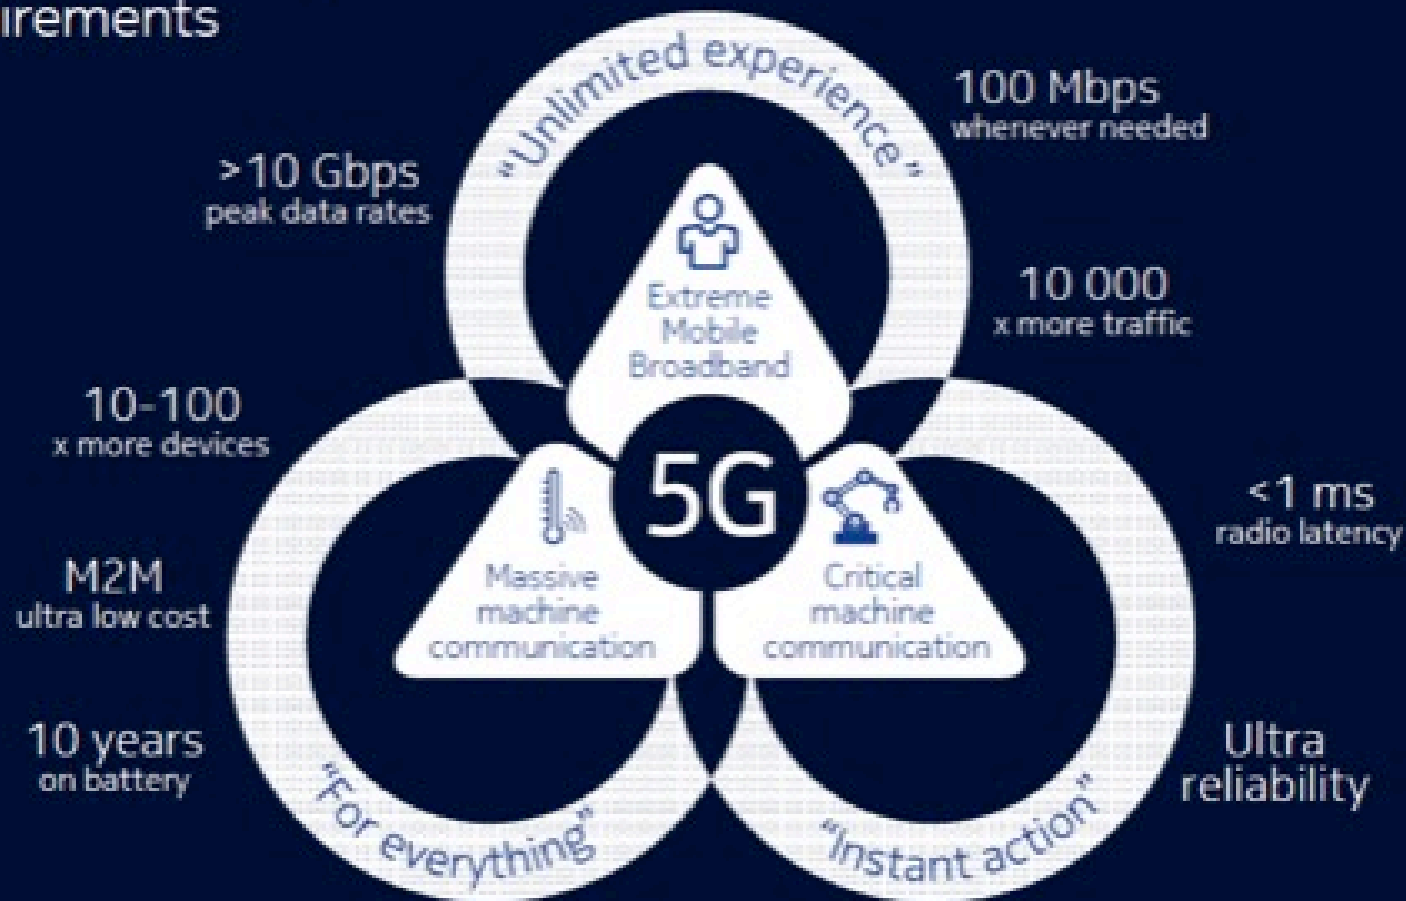 irements
"Unlimited experience"
100 Mbps
whenever needed
>10 Gbps
peak data rates
10 000
x more traffic
Extreme
Mobile
Broadband
10-100
x more devices
5G
<1 ms
radio latency
M2M
ultra low cost
Massive
machine
communication
Critical
machine
communication
10 years
on battery
Ultra
reliability
"For everything"
"Instant action"